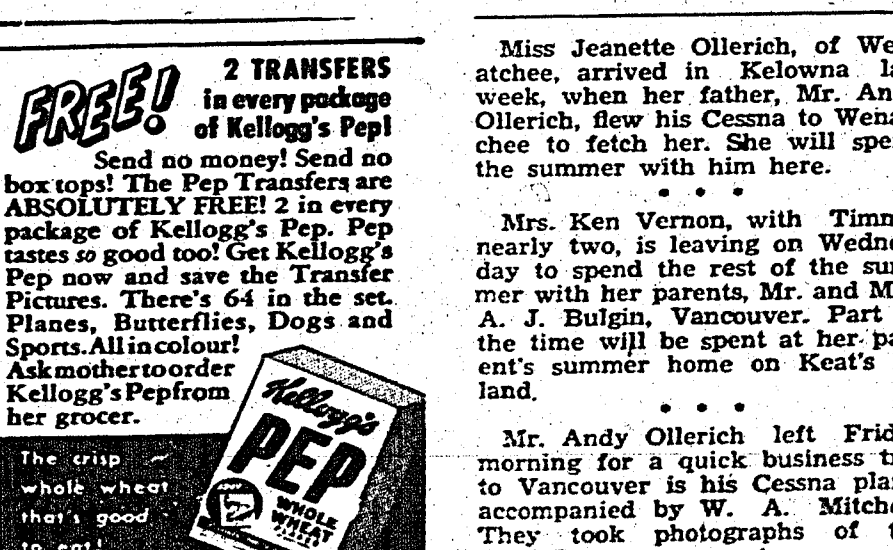 FREE!
2 TRANSFERS
in every package
of Kellogg's Pep!
Send no money! Send no
box tops! The Pep Transfers are
ABSOLUTELY FREE! 2 in every
package of Kellogg's Pep. Pep
tastes so good too! Get Kellogg's
Pep now and save the Transfer
Pictures. There's 64 in the set.
Planes, Butterflies, Dogs and
Sports. All in colour!
Ask mother to order
Kellogg's Pep from
her grocer.
The crisp
whole wheat
that's good
to eat!
Kellogg's
PEP
WHOLE
WHEAT
Miss Jeanette Ollerich, of We
atchee, arrived in Kelowna la
week, when her father, Mr. An
Ollerich, flew his Cessna to Wena
chee to fetch her. She will spe
the summer with him here.
• • •
Mrs. Ken Vernon, with Timm
nearly two, is leaving on Wedne
day to spend the rest of the sum
mer with her parents, Mr. and M
A. J. Bulgin, Vancouver. Part
the time will be spent at her pa
ent's summer home on Keat's
land.
• • •
Mr. Andy Ollerich left Frid
morning for a quick business tr
to Vancouver is his Cessna pla
accompanied by W. A. Mitche
They took photographs of t